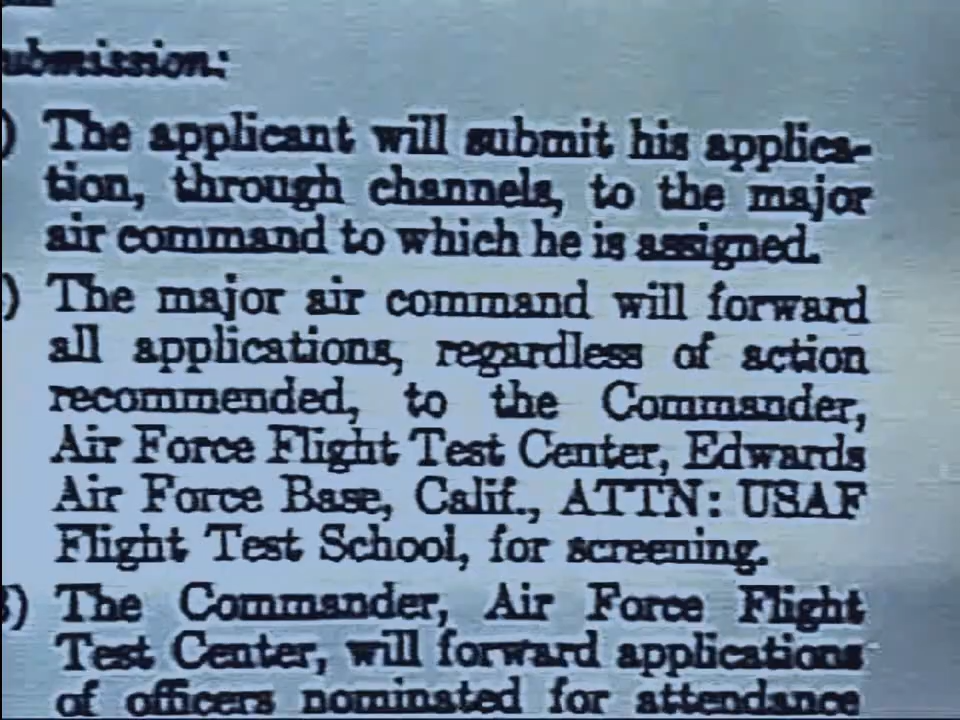 ubmission:
) The applicant will submit his applica-
tion, through channels, to the major
air command to which he is assigned.
) The major air command will forward
all applications, regardless of action
recommended, to the Commander,
Air Force Flight Test Center, Edwards
Air Force Base, Calif., ATTN: USAF
Flight Test School, for screening.
3) The Commander, Air Force Flight
Test Center, will forward applications
of officers nominated for attendance